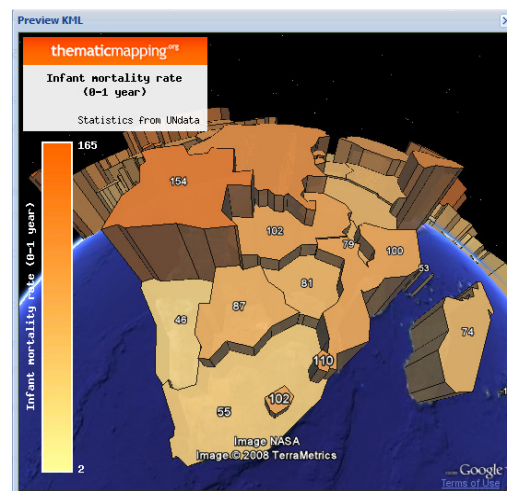 Preview KML
thematicmapping.org
Infant mortality rate
(0-1 year)
Statistics from UNdata
165
Infant mortality rate (0-1 year)
2
154
102
79
100
53
81
87
46
74
110
102
55
Image NASA
Image © 2008 TerraMetrics
Google
Terms of Use